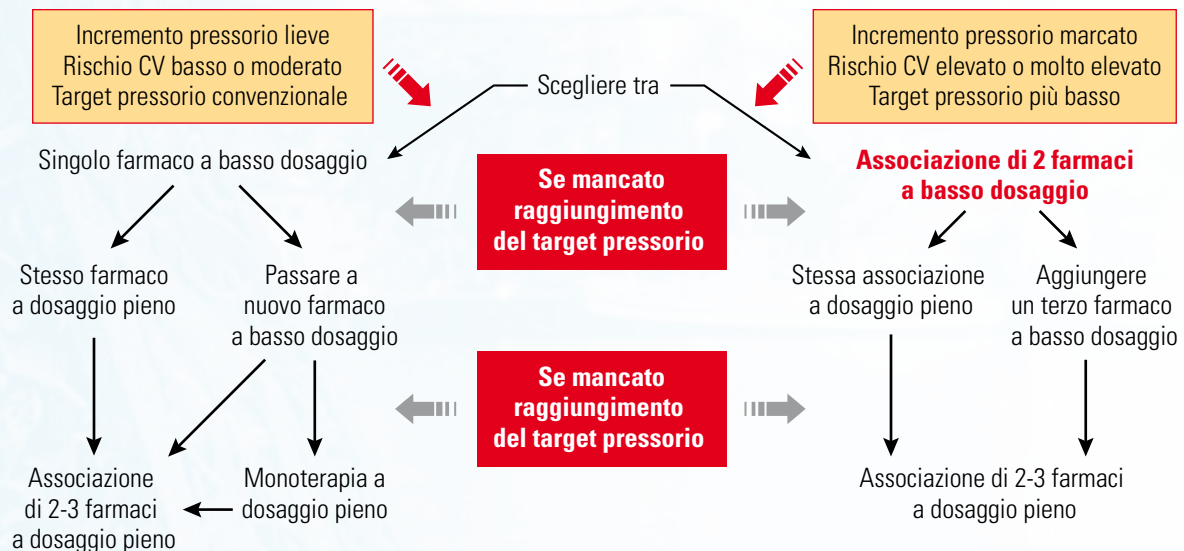 Incremento pressorio lieve
Rischio CV basso o moderato
Target pressorio convenzionale
Incremento pressorio marcato
Rischio CV elevato o molto elevato
Target pressorio più basso
Scegliere tra
Singolo farmaco a basso dosaggio
Associazione di 2 farmaci
a basso dosaggio
Se mancato
raggiungimento
del target pressorio
Stesso farmaco
a dosaggio pieno
Passare a
nuovo farmaco
a basso dosaggio
Stessa associazione
a dosaggio pieno
Aggiungere
un terzo farmaco
a basso dosaggio
Se mancato
raggiungimento
del target pressorio
Associazione
di 2-3 farmaci
a dosaggio pieno
Monoterapia a
dosaggio pieno
Associazione di 2-3 farmaci
a dosaggio pieno